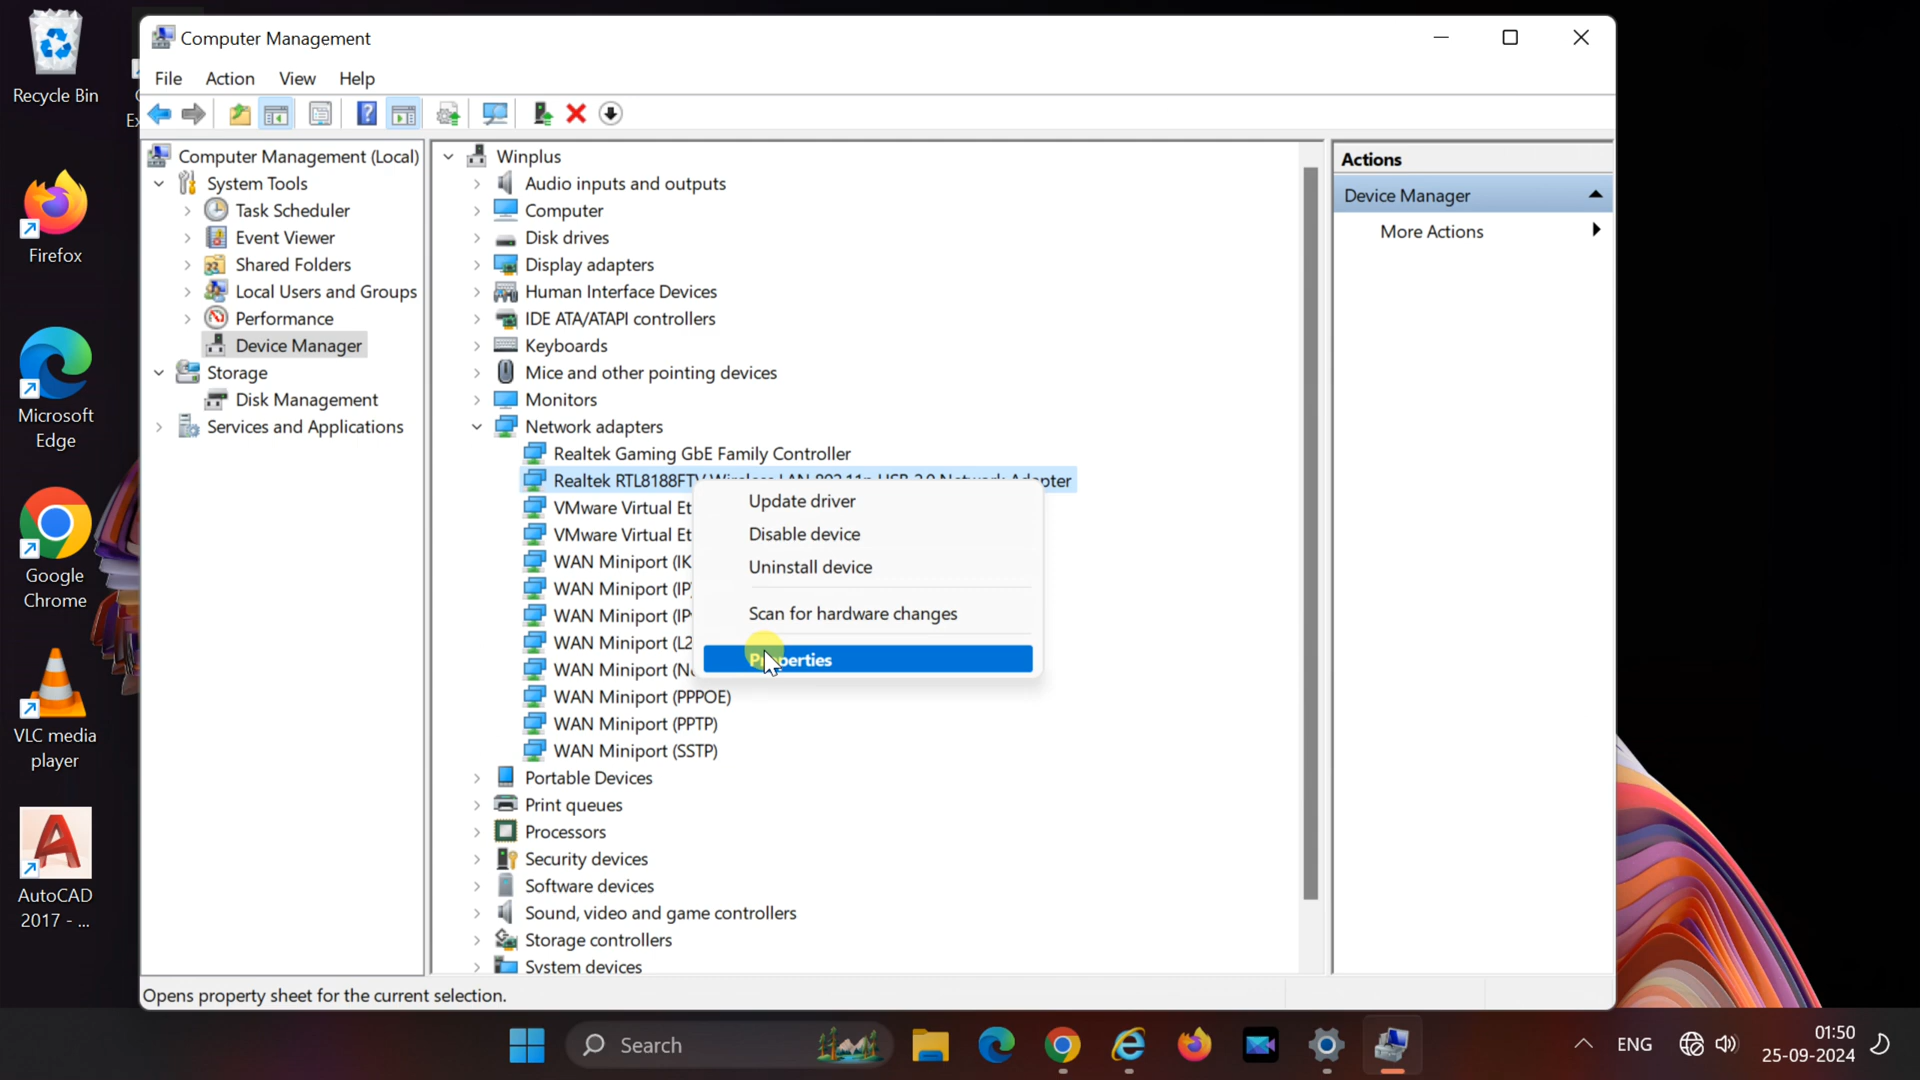 Recycle Bin
Firefox
Microsoft
Edge
Google
Chrome
VLC media
player
AutoCAD
2017 - ...
Computer Management
File Action View Help
Computer Management (Local)
System Tools
Task Scheduler
Event Viewer
Shared Folders
Local Users and Groups
Performance
Device Manager
Storage
Disk Management
Services and Applications
Winplus
Audio inputs and outputs
Computer
Disk drives
Display adapters
Human Interface Devices
IDE ATA/ATAPI controllers
Keyboards
Mice and other pointing devices
Monitors
Network adapters
Realtek Gaming GbE Family Controller
Realtek RTL8188FTV Wireless LAN 802.11n USB 2.0 Network Adapter
VMware Virtual Et
VMware Virtual Et
WAN Miniport (IK
WAN Miniport (IP
WAN Miniport (IP
WAN Miniport (L2
WAN Miniport (Ne
WAN Miniport (PPPOE)
WAN Miniport (PPTP)
WAN Miniport (SSTP)
Portable Devices
Print queues
Processors
Security devices
Software devices
Sound, video and game controllers
Storage controllers
System devices
Update driver
Disable device
Uninstall device
Scan for hardware changes
Properties
Actions
Device Manager
More Actions
Opens property sheet for the current selection.
Search
ENG
01:50
25-09-2024